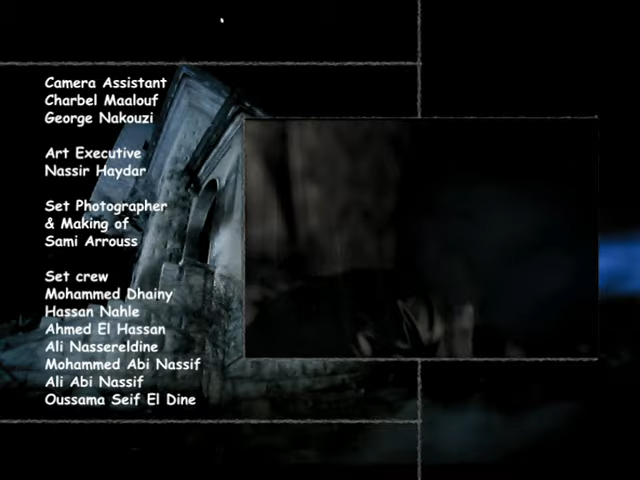 Camera Assistant
Charbel Maalouf
George Nakouzi
Art Executive
Nassir Haydar
Set Photographer
& Making of
Sami Arrouss
Set crew
Mohammed Dhainy
Hassan Nahle
Ahmed El Hassan
Ali Nassereldine
Mohammed Abi Nassif
Ali Abi Nassif
Oussama Seif El Dine